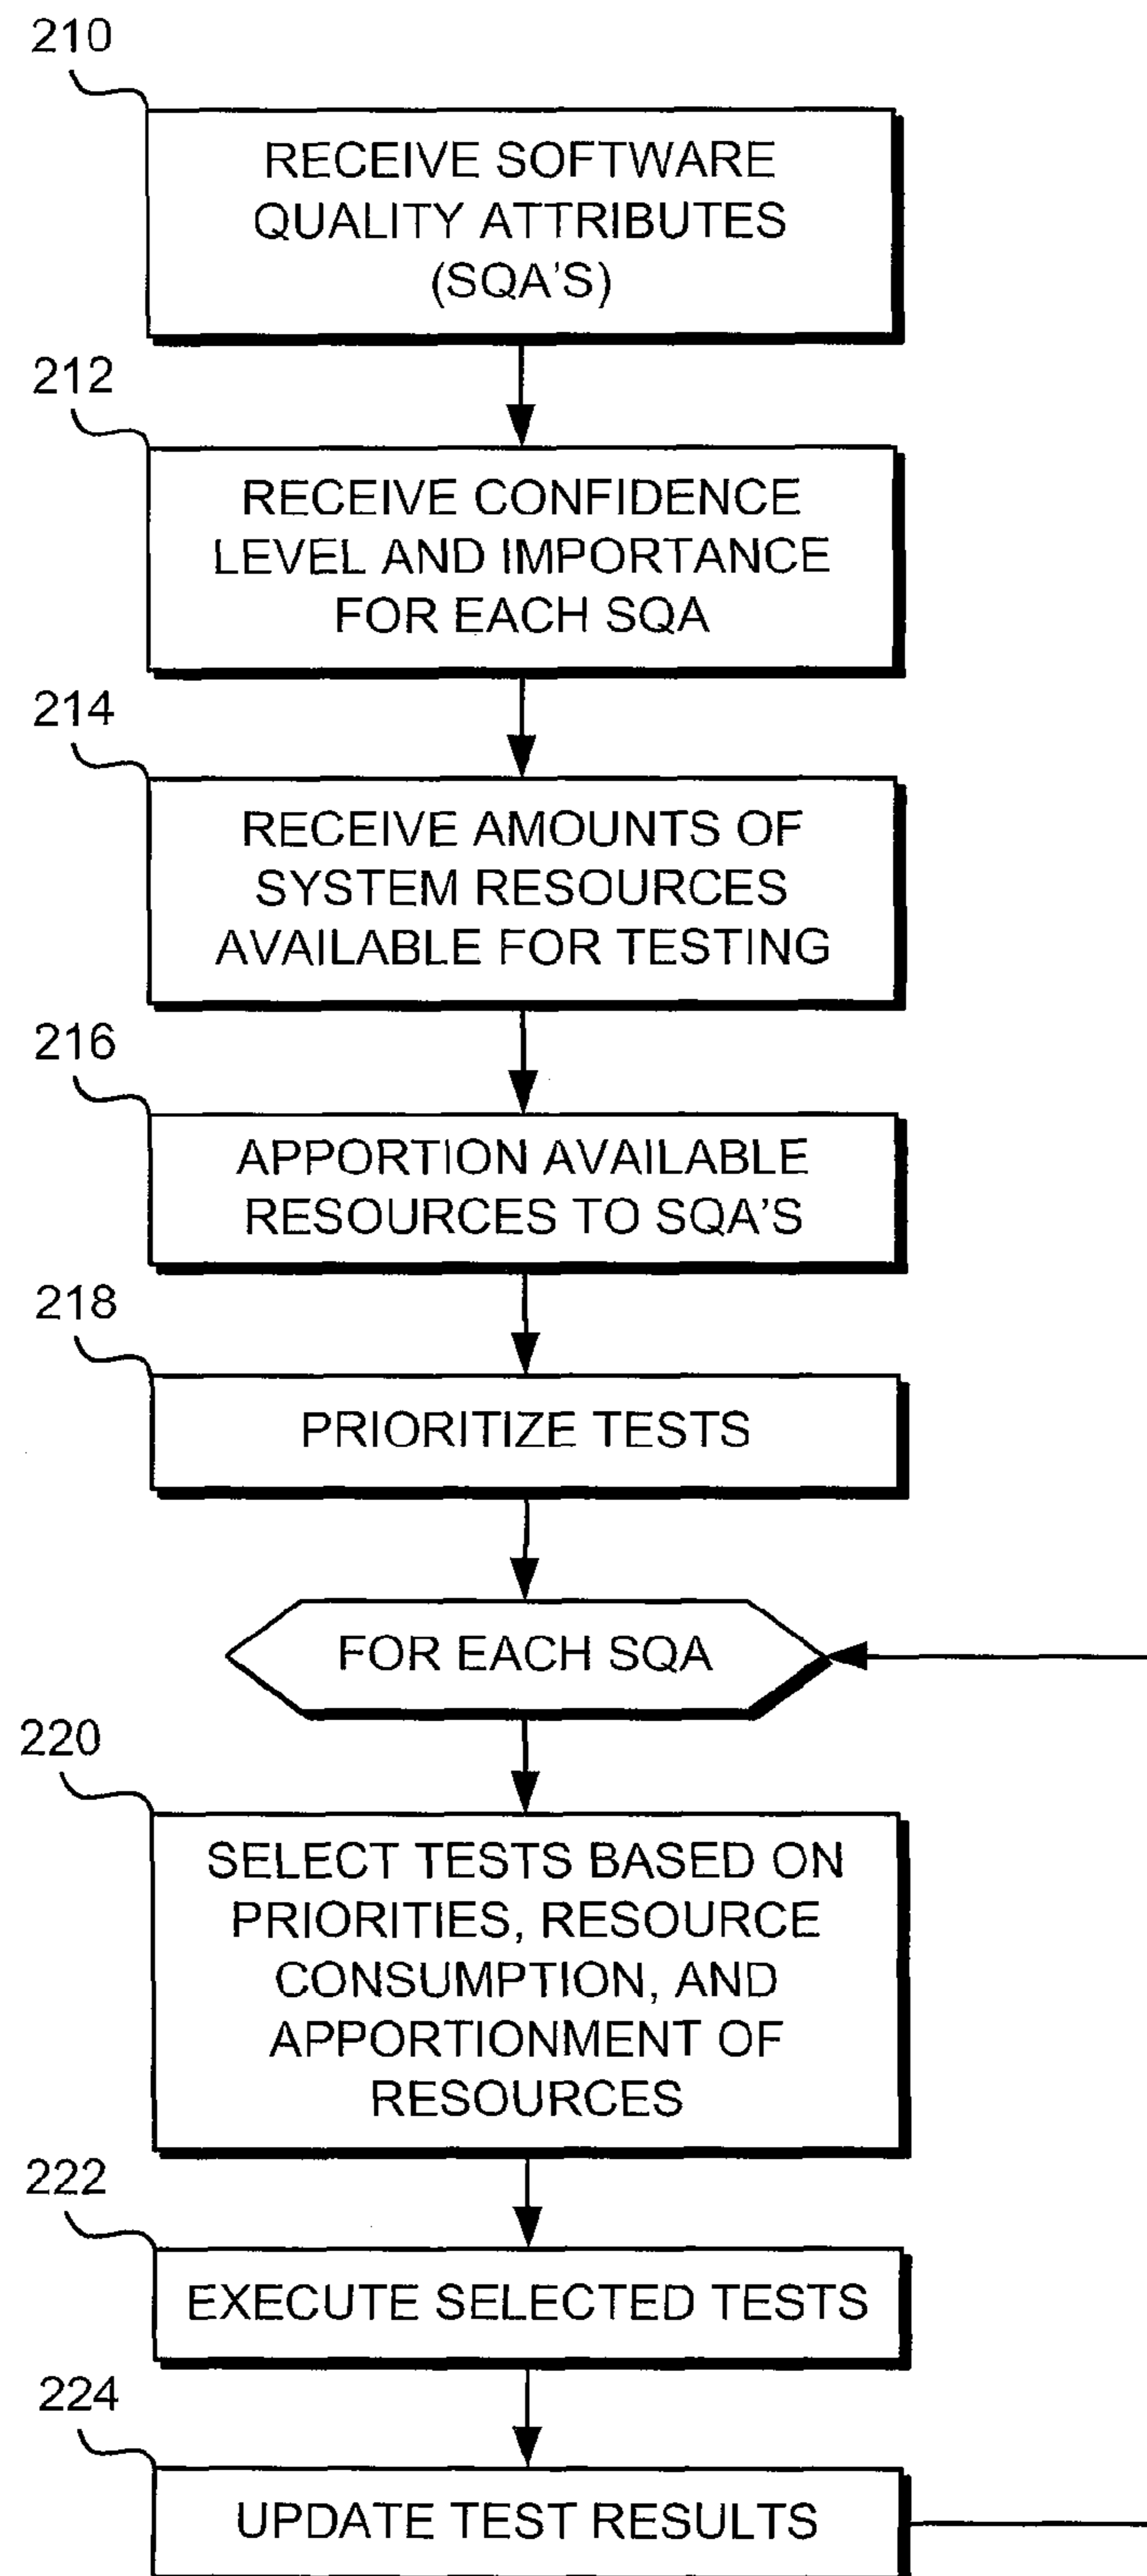 210
RECEIVE SOFTWARE
QUALITY ATTRIBUTES
(SQA'S)
212
RECEIVE CONFIDENCE
LEVEL AND IMPORTANCE
FOR EACH SQA
214
RECEIVE AMOUNTS OF
SYSTEM RESOURCES
AVAILABLE FOR TESTING
216
APPORTION AVAILABLE
RESOURCES TO SQA'S
218
PRIORITIZE TESTS
FOR EACH SQA
220
SELECT TESTS BASED ON
PRIORITIES, RESOURCE
CONSUMPTION, AND
APPORTIONMENT OF
RESOURCES
222
EXECUTE SELECTED TESTS
224
UPDATE TEST RESULTS